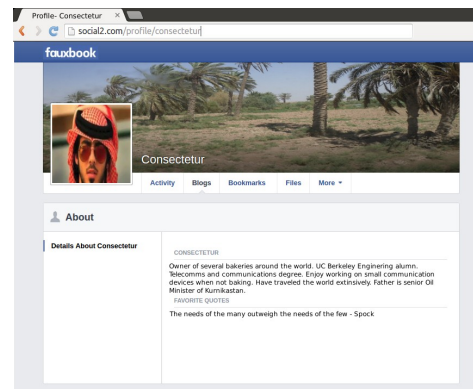 Profile- Consectetur
social2.com/profile/consectetur
fauxbook
Consectetur
Activity Blogs Bookmarks Files More
About
Details About Consectetur
CONSECTETUR
Owner of several bakeries around the world. UC Berkeley Enginering alumn.
Telecomms and communications degree. Enjoy working on small communication
devices when not baking. Have traveled the world extinsively. Father is senior Oil
Minister of Kurnikastan.
FAVORITE QUOTES
The needs of the many outweigh the needs of the few - Spock